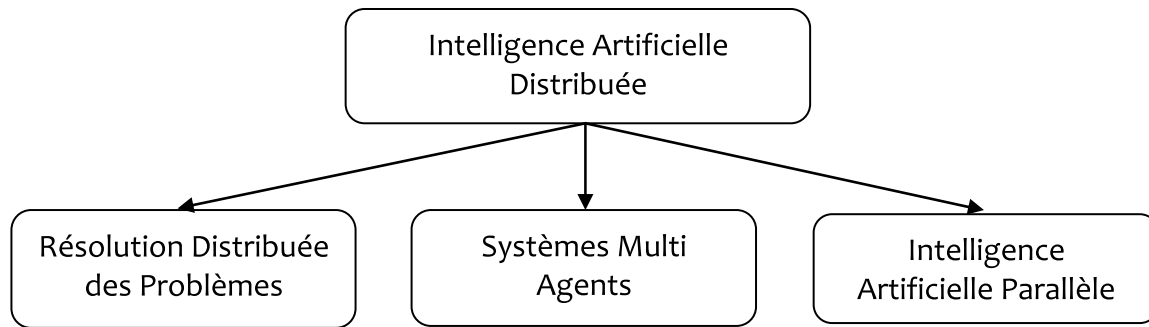 Intelligence Artificielle
Distribuée
Résolution Distribuée
des Problèmes
Systèmes Multi
Agents
Intelligence
Artificielle Parallèle